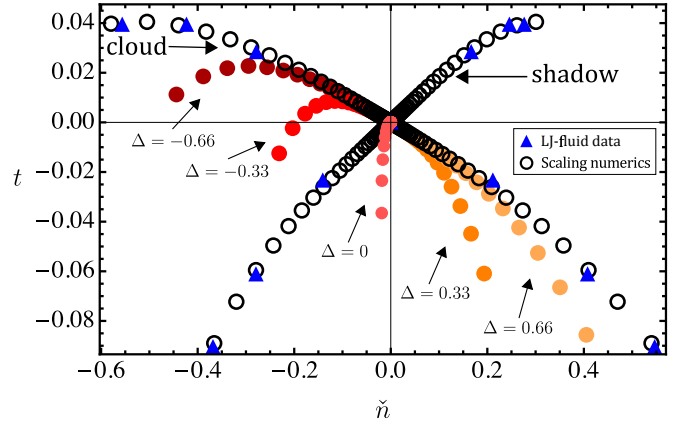 0.04
0.02
0.00
−0.02
−0.04
−0.06
−0.08
t
cloud
shadow
Δ = −0.66
Δ = −0.33
Δ = 0
Δ = 0.33
Δ = 0.66
LJ-fluid data
Scaling numerics
−0.6 −0.4 −0.2 0.0 0.2 0.4
ň